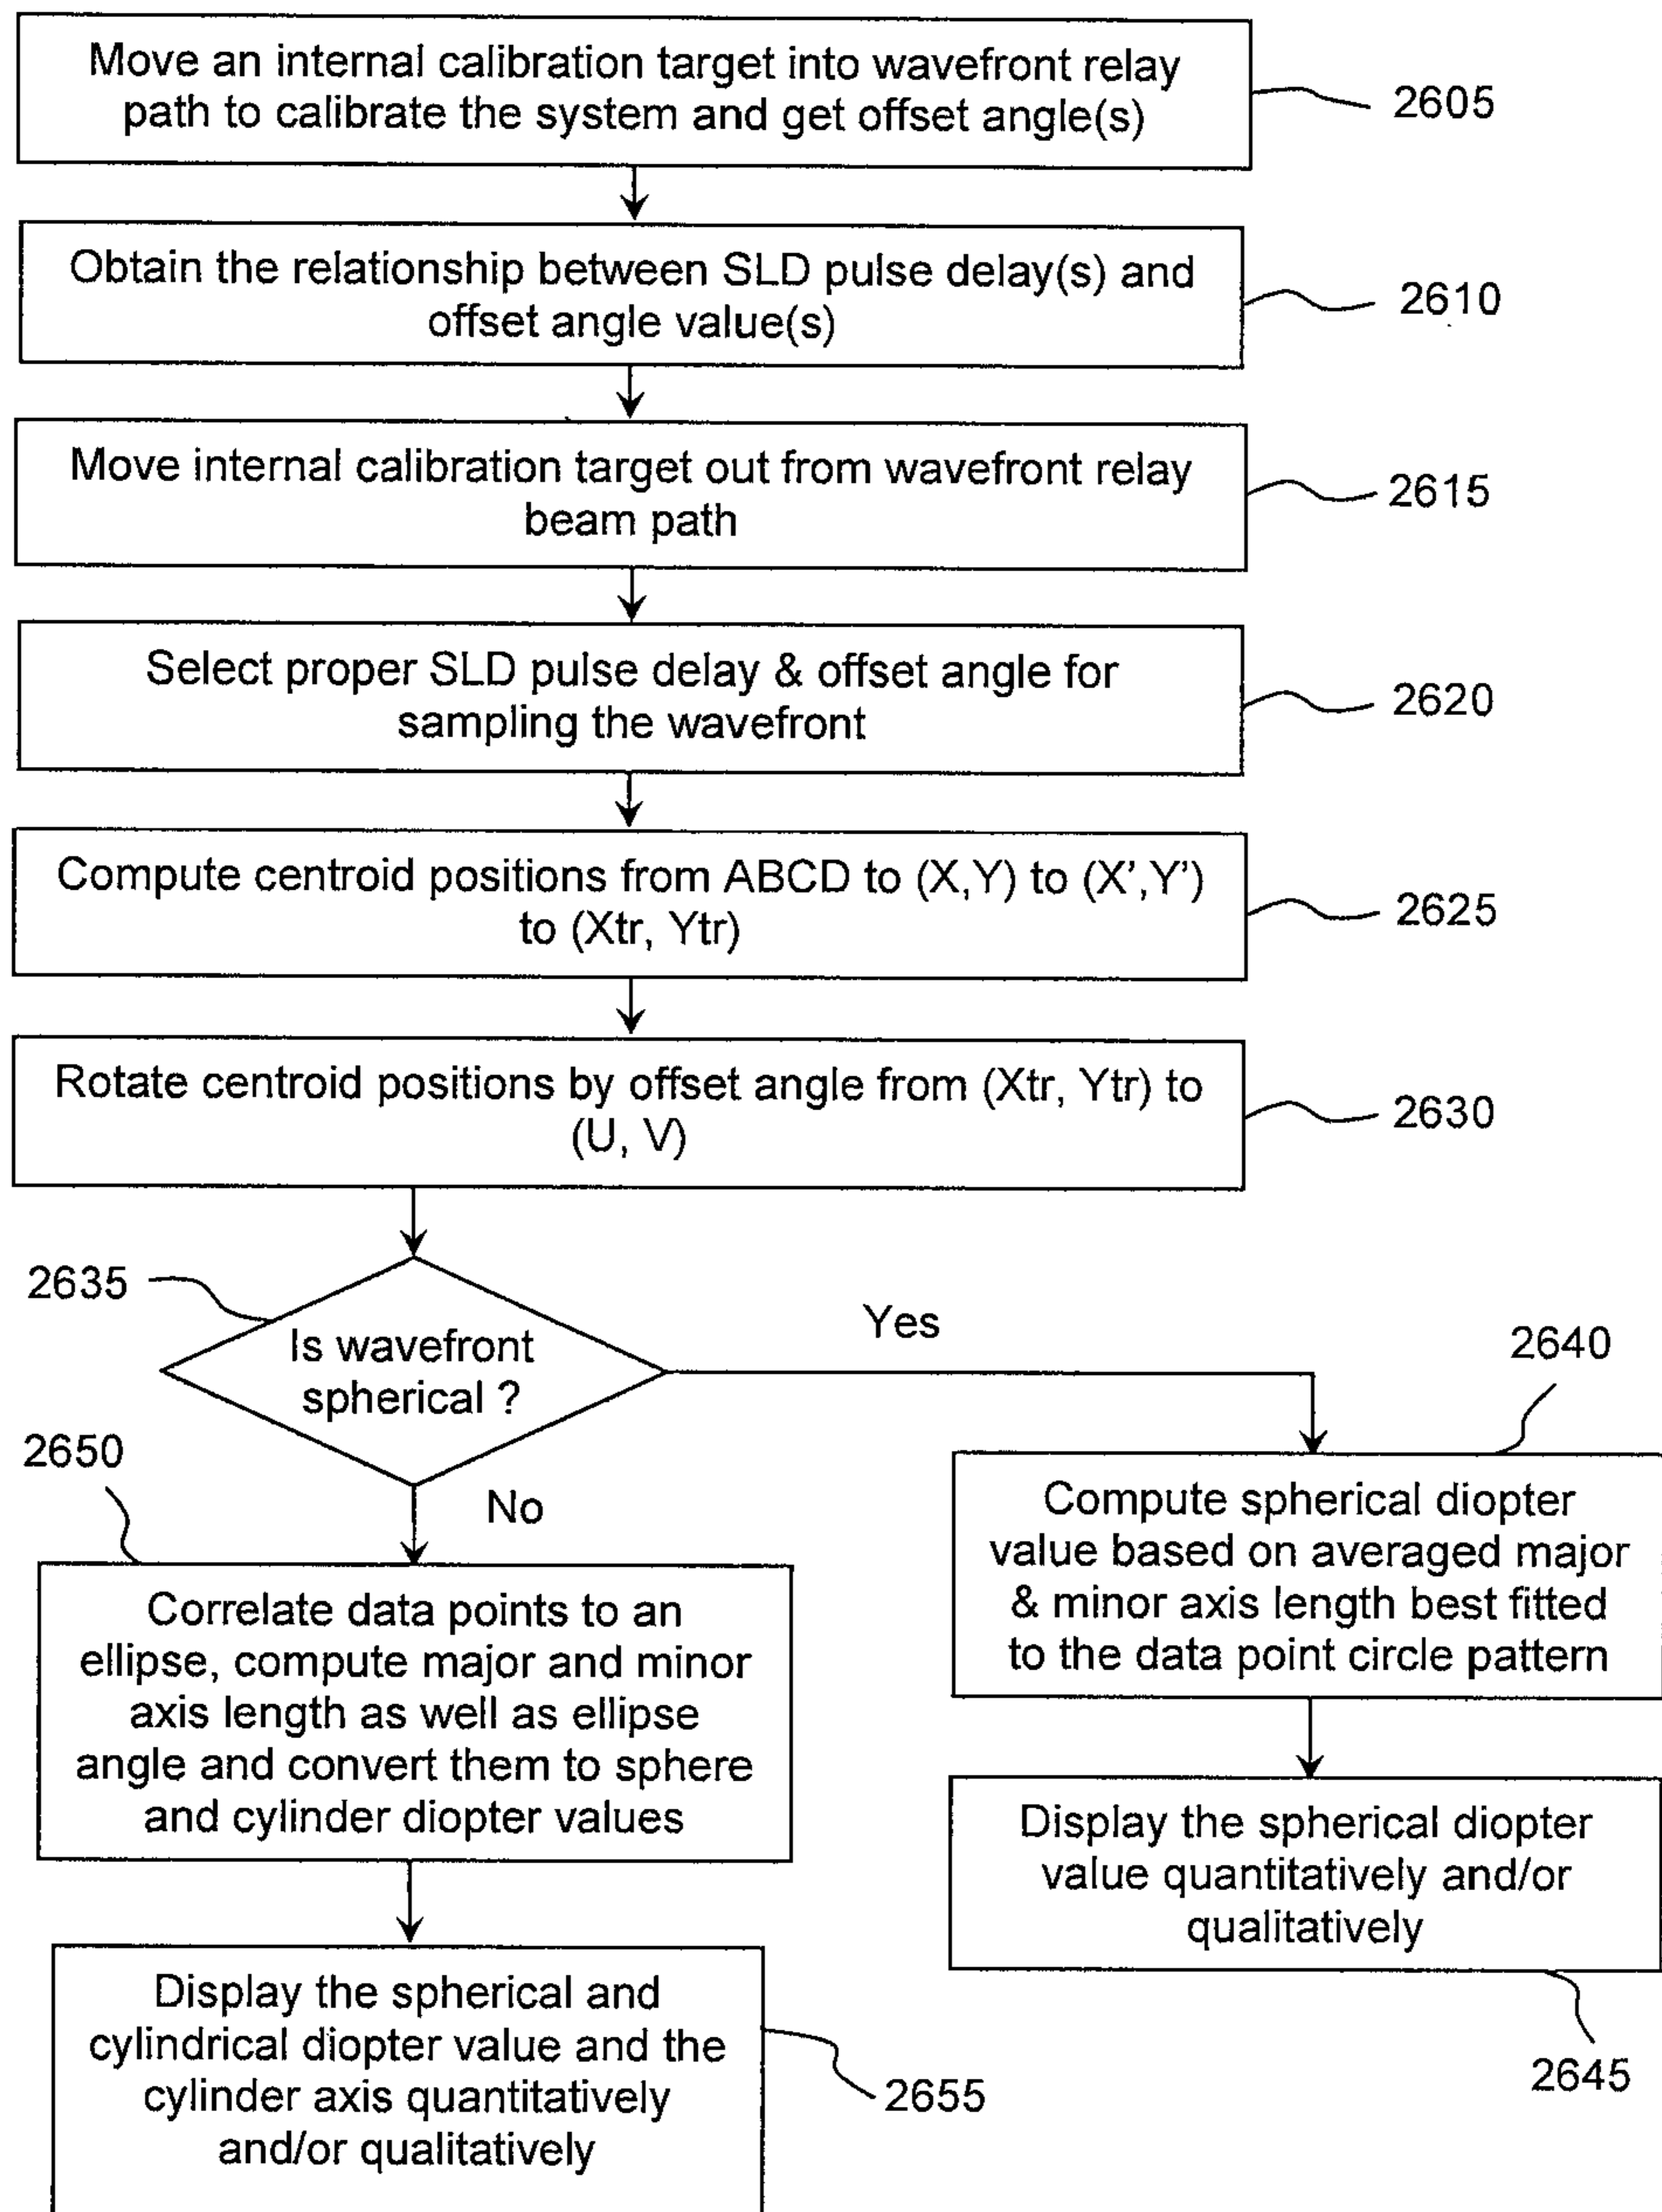 Move an internal calibration target into wavefront relay
path to calibrate the system and get offset angle(s)
2605
Obtain the relationship between SLD pulse delay(s) and
offset angle value(s)
2610
Move internal calibration target out from wavefront relay
beam path
2615
Select proper SLD pulse delay & offset angle for
sampling the wavefront
2620
Compute centroid positions from ABCD to (X,Y) to (X',Y')
to (Xtr, Ytr)
2625
Rotate centroid positions by offset angle from (Xtr, Ytr) to
(U, V)
2630
2635
Is wavefront
spherical ?
Yes
No
2640
Compute spherical diopter
value based on averaged major
& minor axis length best fitted
to the data point circle pattern
2650
Correlate data points to an
ellipse, compute major and minor
axis length as well as ellipse
angle and convert them to sphere
and cylinder diopter values
Display the spherical diopter
value quantitatively and/or
qualitatively
2645
Display the spherical and
cylindrical diopter value and the
cylinder axis quantitatively
and/or qualitatively
2655